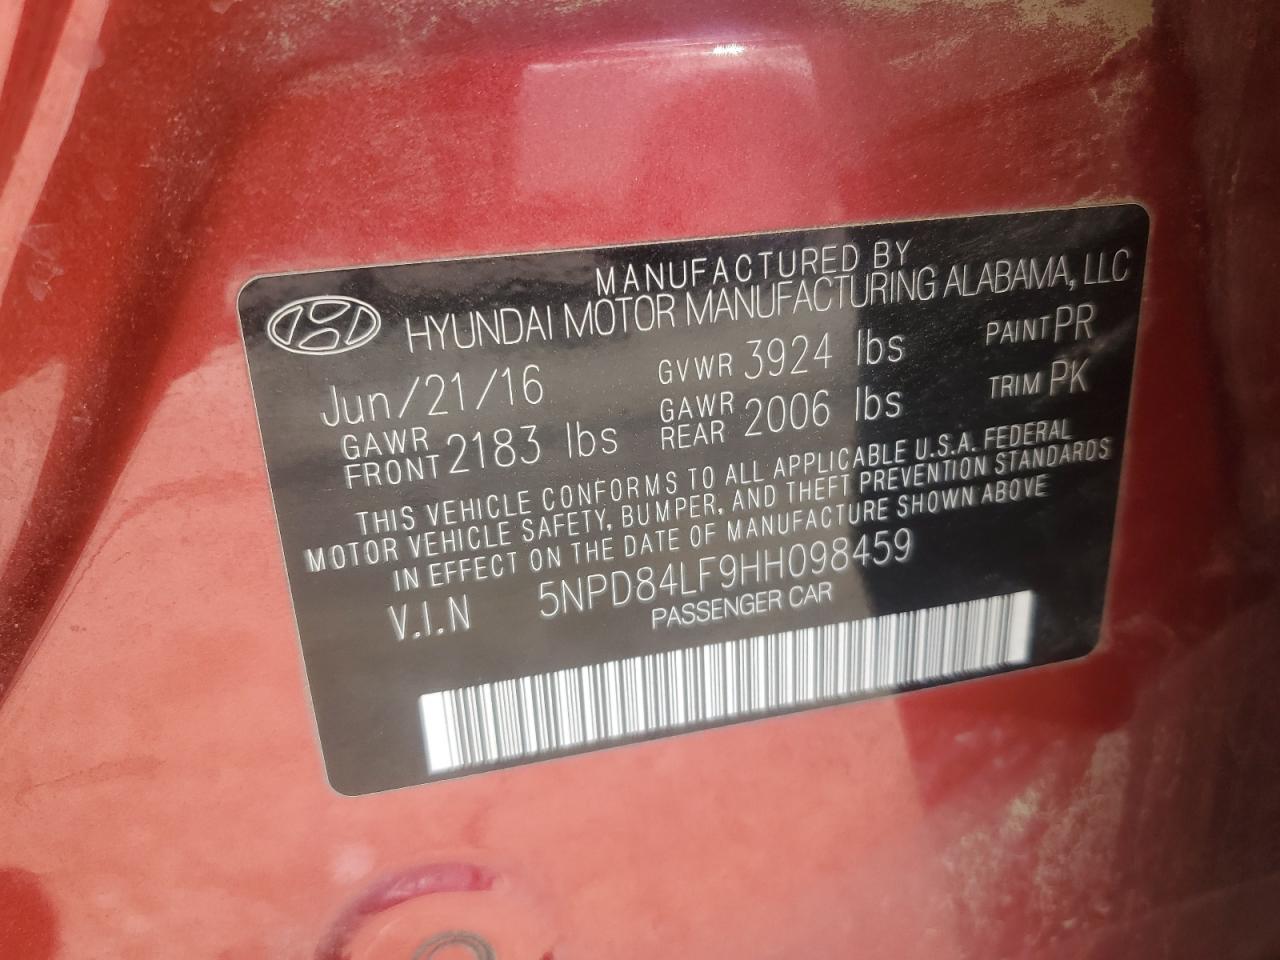 MANUFACTURED BY
HYUNDAI MOTOR MANUFACTURING ALABAMA, LLC
Jun/21/16 GVWR 3924 lbs PAINT PR
GAWR FRONT 2183 lbs GAWR REAR 2006 lbs TRIM PK
THIS VEHICLE CONFORMS TO ALL APPLICABLE U.S.A. FEDERAL
MOTOR VEHICLE SAFETY, BUMPER, AND THEFT PREVENTION STANDARDS
IN EFFECT ON THE DATE OF MANUFACTURE SHOWN ABOVE
V.I.N 5NPD84LF9HH098459
PASSENGER CAR